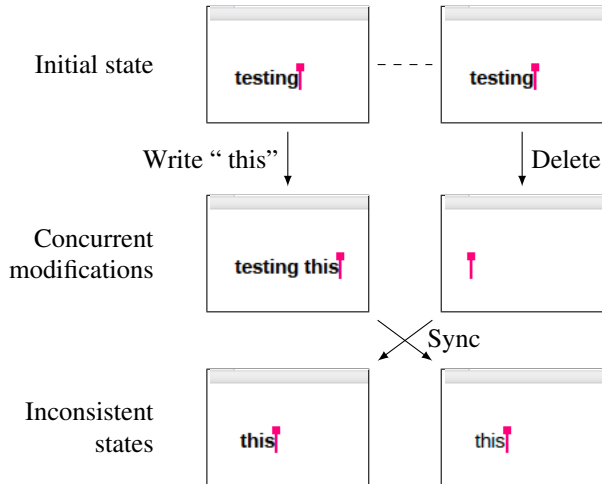 Initial state
testing
testing
Write “ this”
Delete
Concurrent
modifications
testing this
Sync
Inconsistent
states
this
this